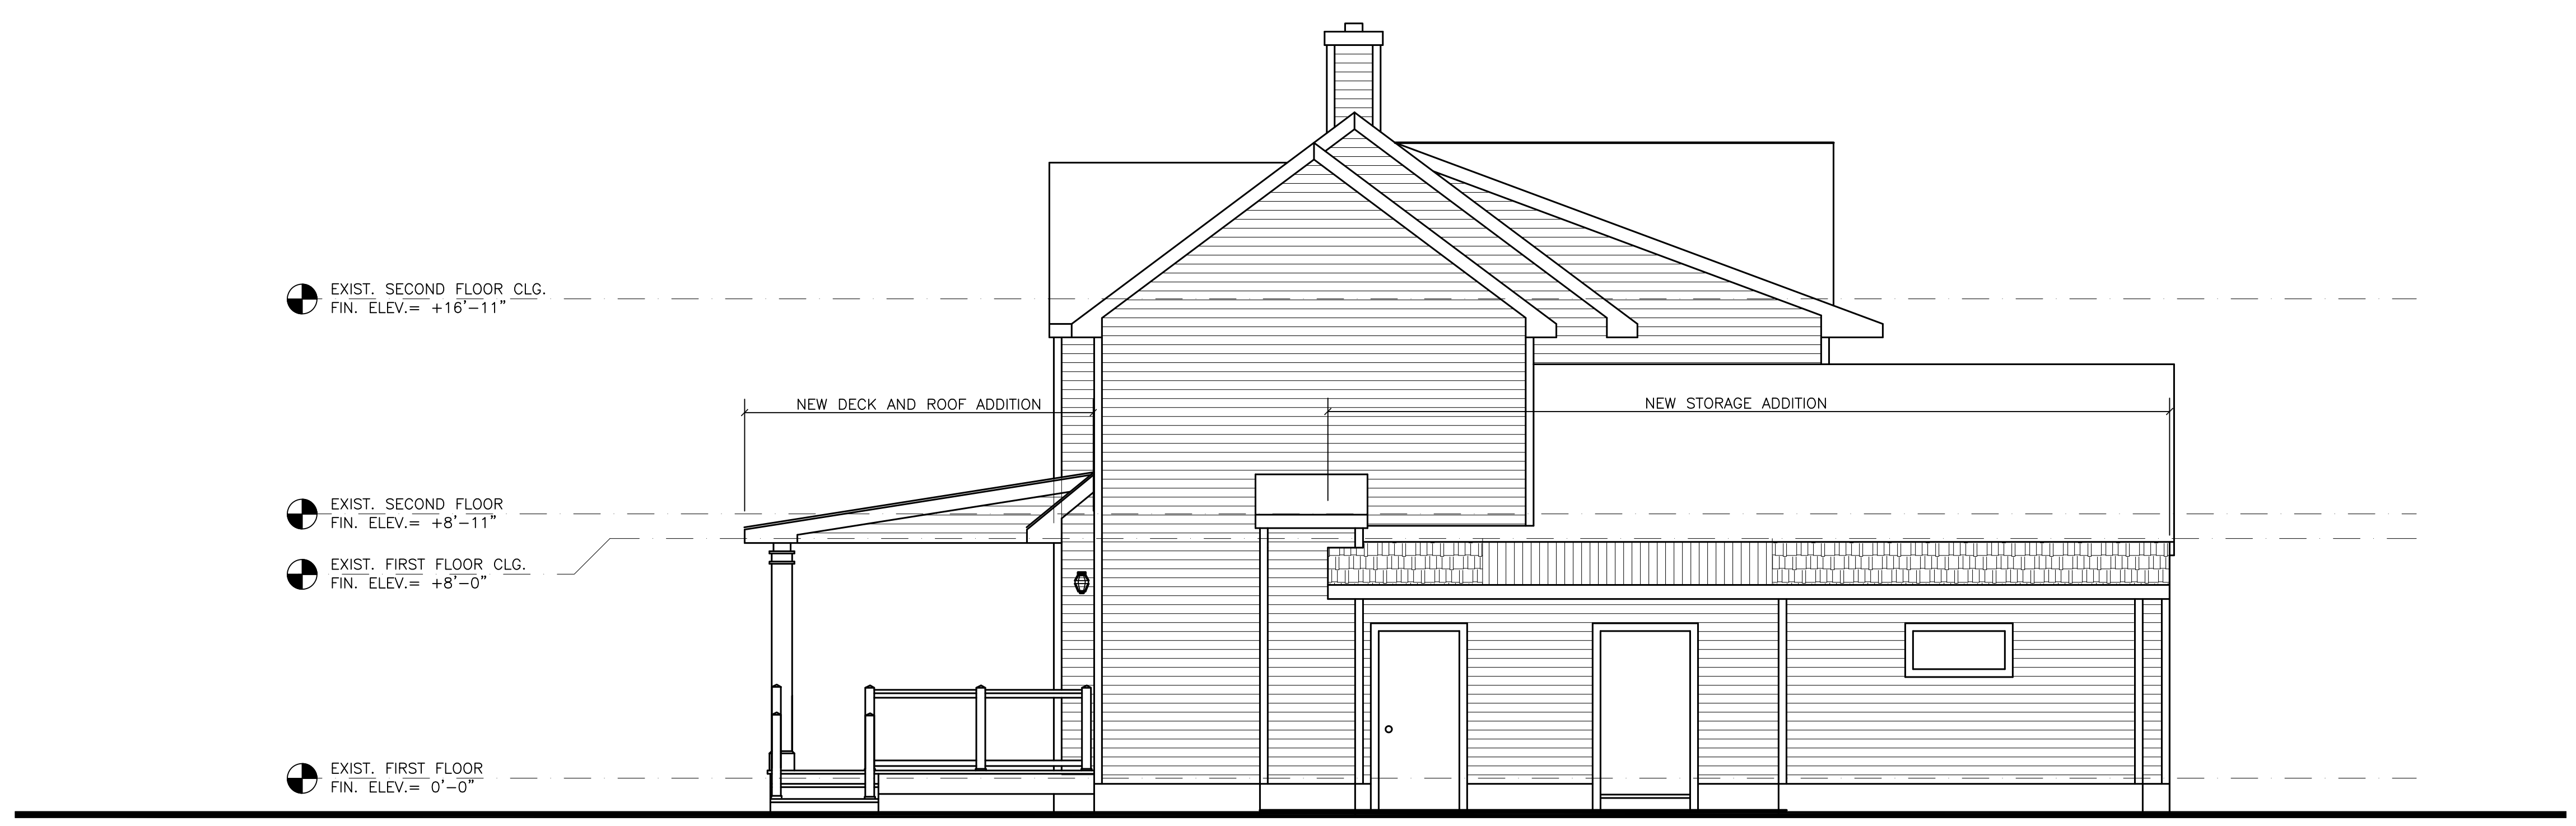 EXIST. SECOND FLOOR CLG.
FIN. ELEV.= +16'-11"
NEW DECK AND ROOF ADDITION
NEW STORAGE ADDITION
EXIST. SECOND FLOOR
FIN. ELEV.= +8'-11"
EXIST. FIRST FLOOR CLG.
FIN. ELEV.= +8'-0"
EXIST. FIRST FLOOR
FIN. ELEV.= 0'-0"